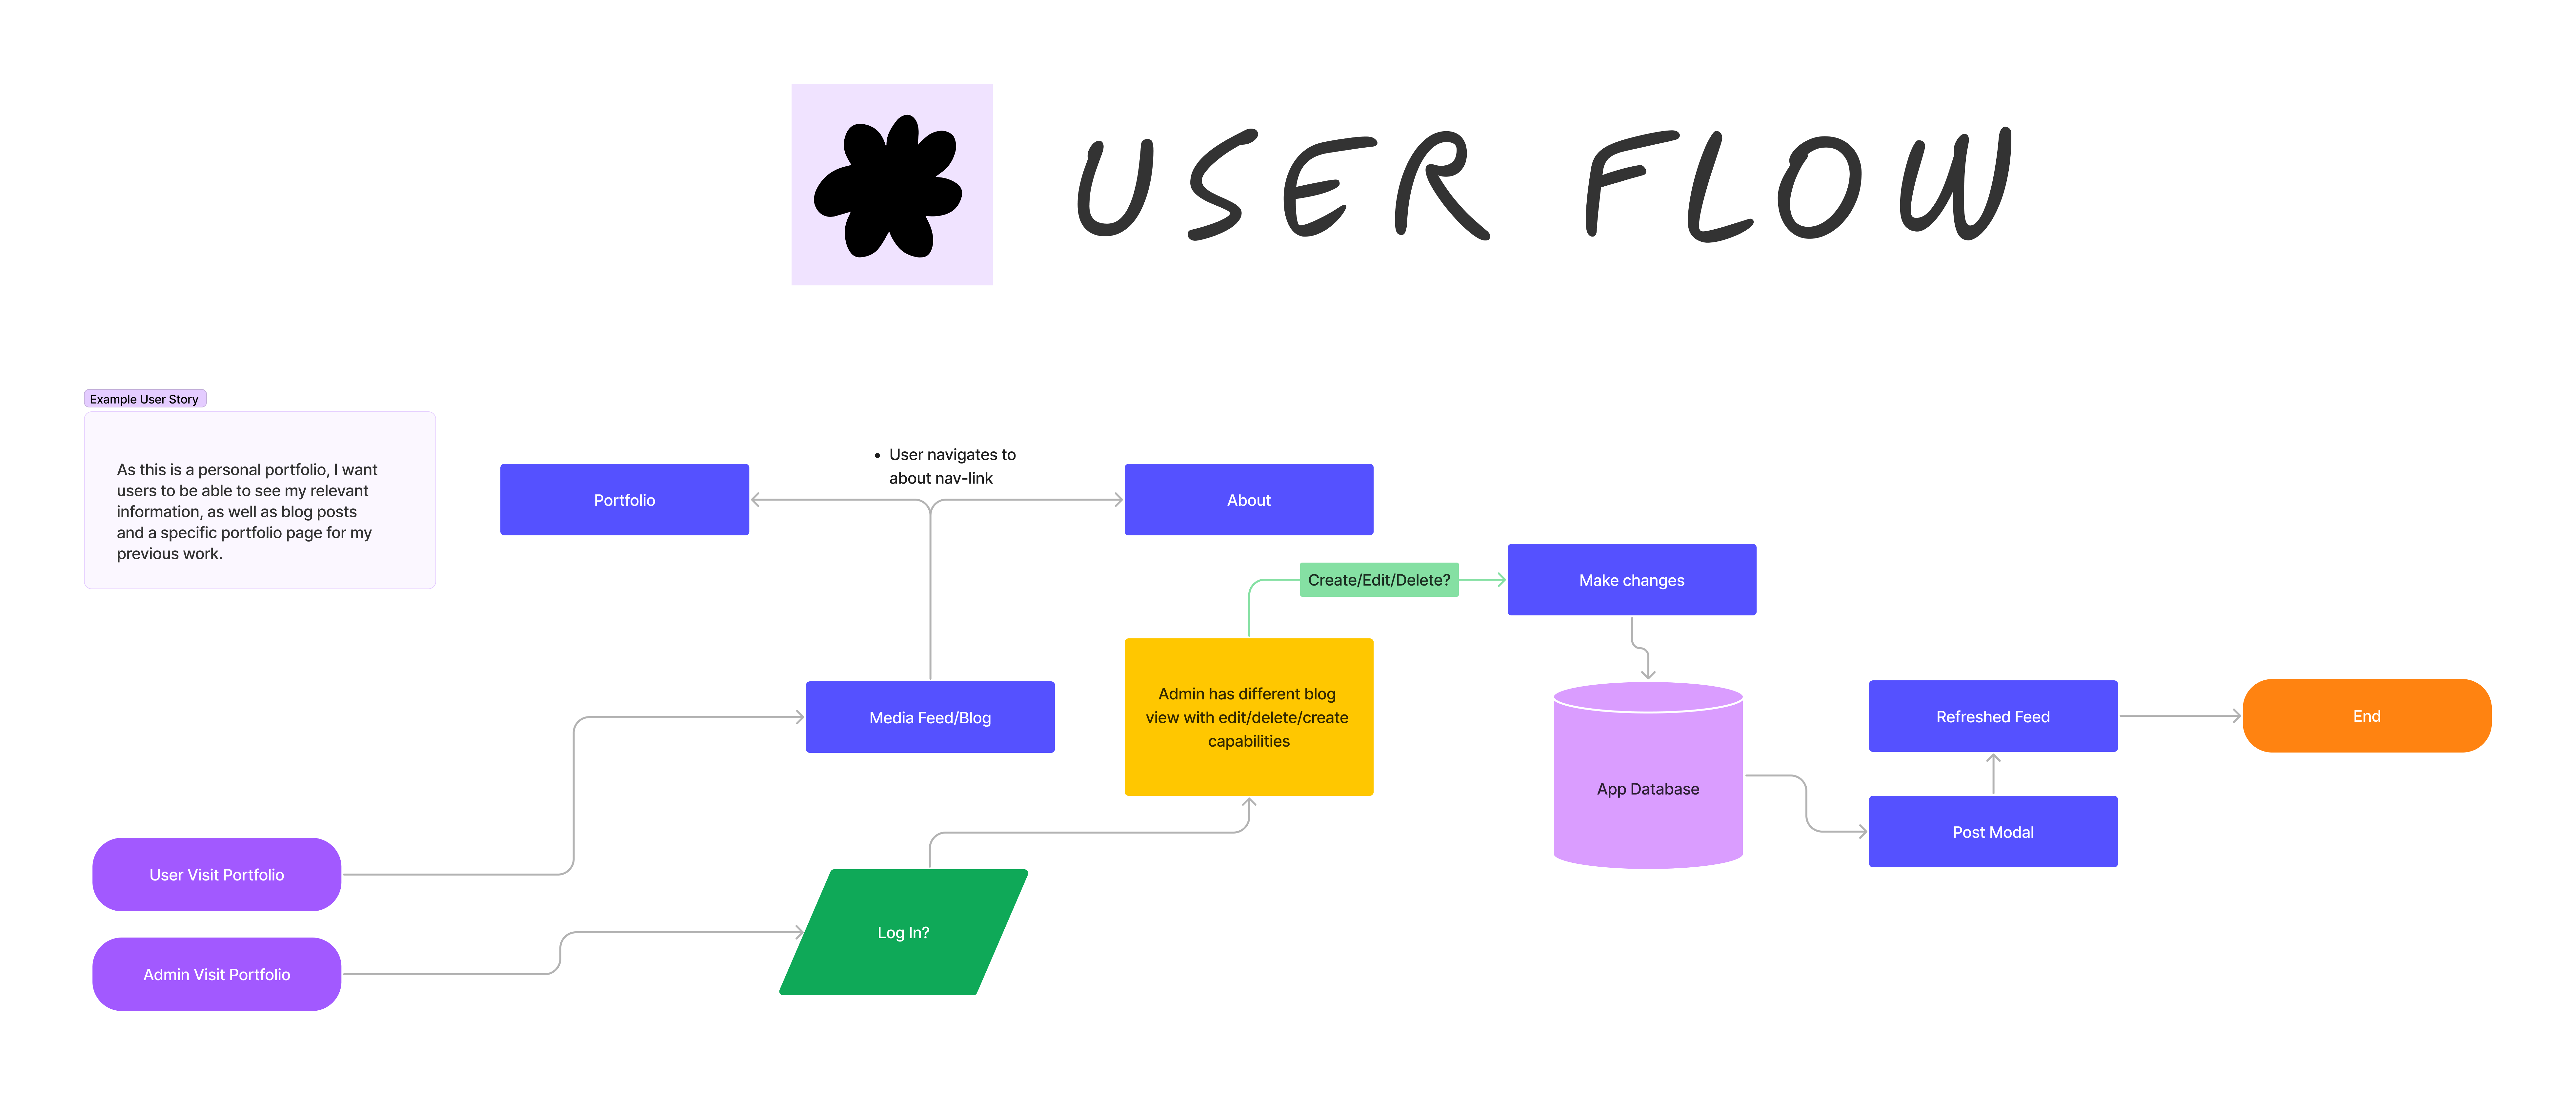 USER FLOW
Example User Story
As this is a personal portfolio, I want
users to be able to see my relevant
information, as well as blog posts
and a specific portfolio page for my
previous work.
• User navigates to
about nav-link
Portfolio
About
Create/Edit/Delete?
Make changes
Admin has different blog
view with edit/delete/create
capabilities
Media Feed/Blog
Refreshed Feed
End
App Database
Post Modal
User Visit Portfolio
Log In?
Admin Visit Portfolio